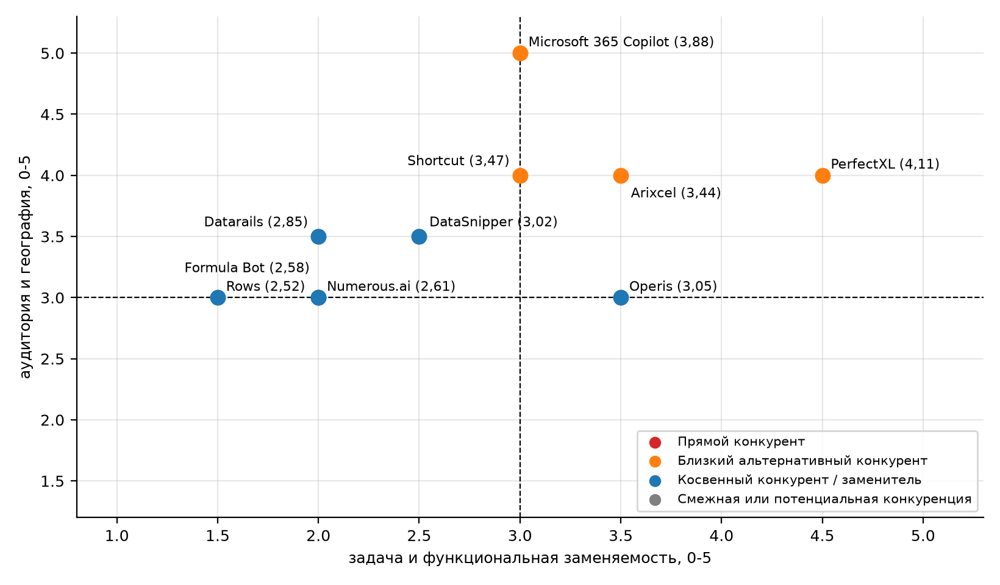 Microsoft 365 Copilot (3,88)
Shortcut (3,47)
PerfectXL (4,11)
Arixcel (3,44)
Datarails (2,85)
DataSnipper (3,02)
Formula Bot (2,58)
Rows (2,52)
Numerous.ai (2,61)
Operis (3,05)
5.0
4.5
4.0
3.5
3.0
2.5
2.0
1.5
аудитория и география, 0-5
Прямой конкурент
Близкий альтернативный конкурент
Косвенный конкурент / заменитель
Смежная или потенциальная конкуренция
1.0 1.5 2.0 2.5 3.0 3.5 4.0 4.5 5.0
задача и функциональная заменяемость, 0-5